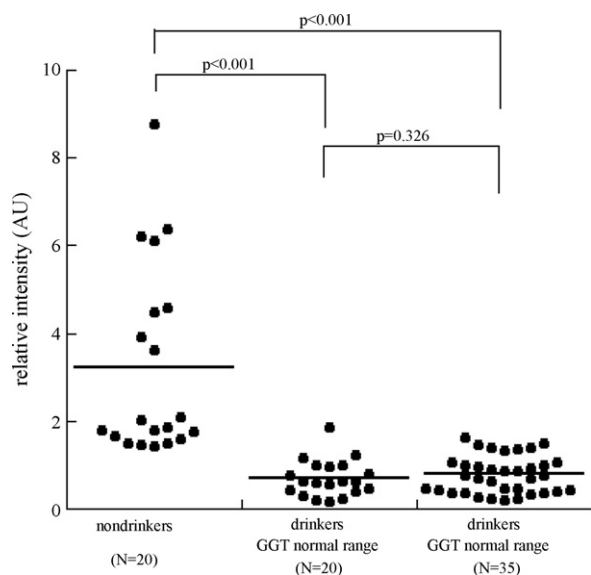 p<0.001
p<0.001
p=0.326
10
8
6
4
2
0
relative intensity (AU)
nondrinkers
(N=20)
drinkers
GGT normal range
(N=20)
drinkers
GGT normal range
(N=35)